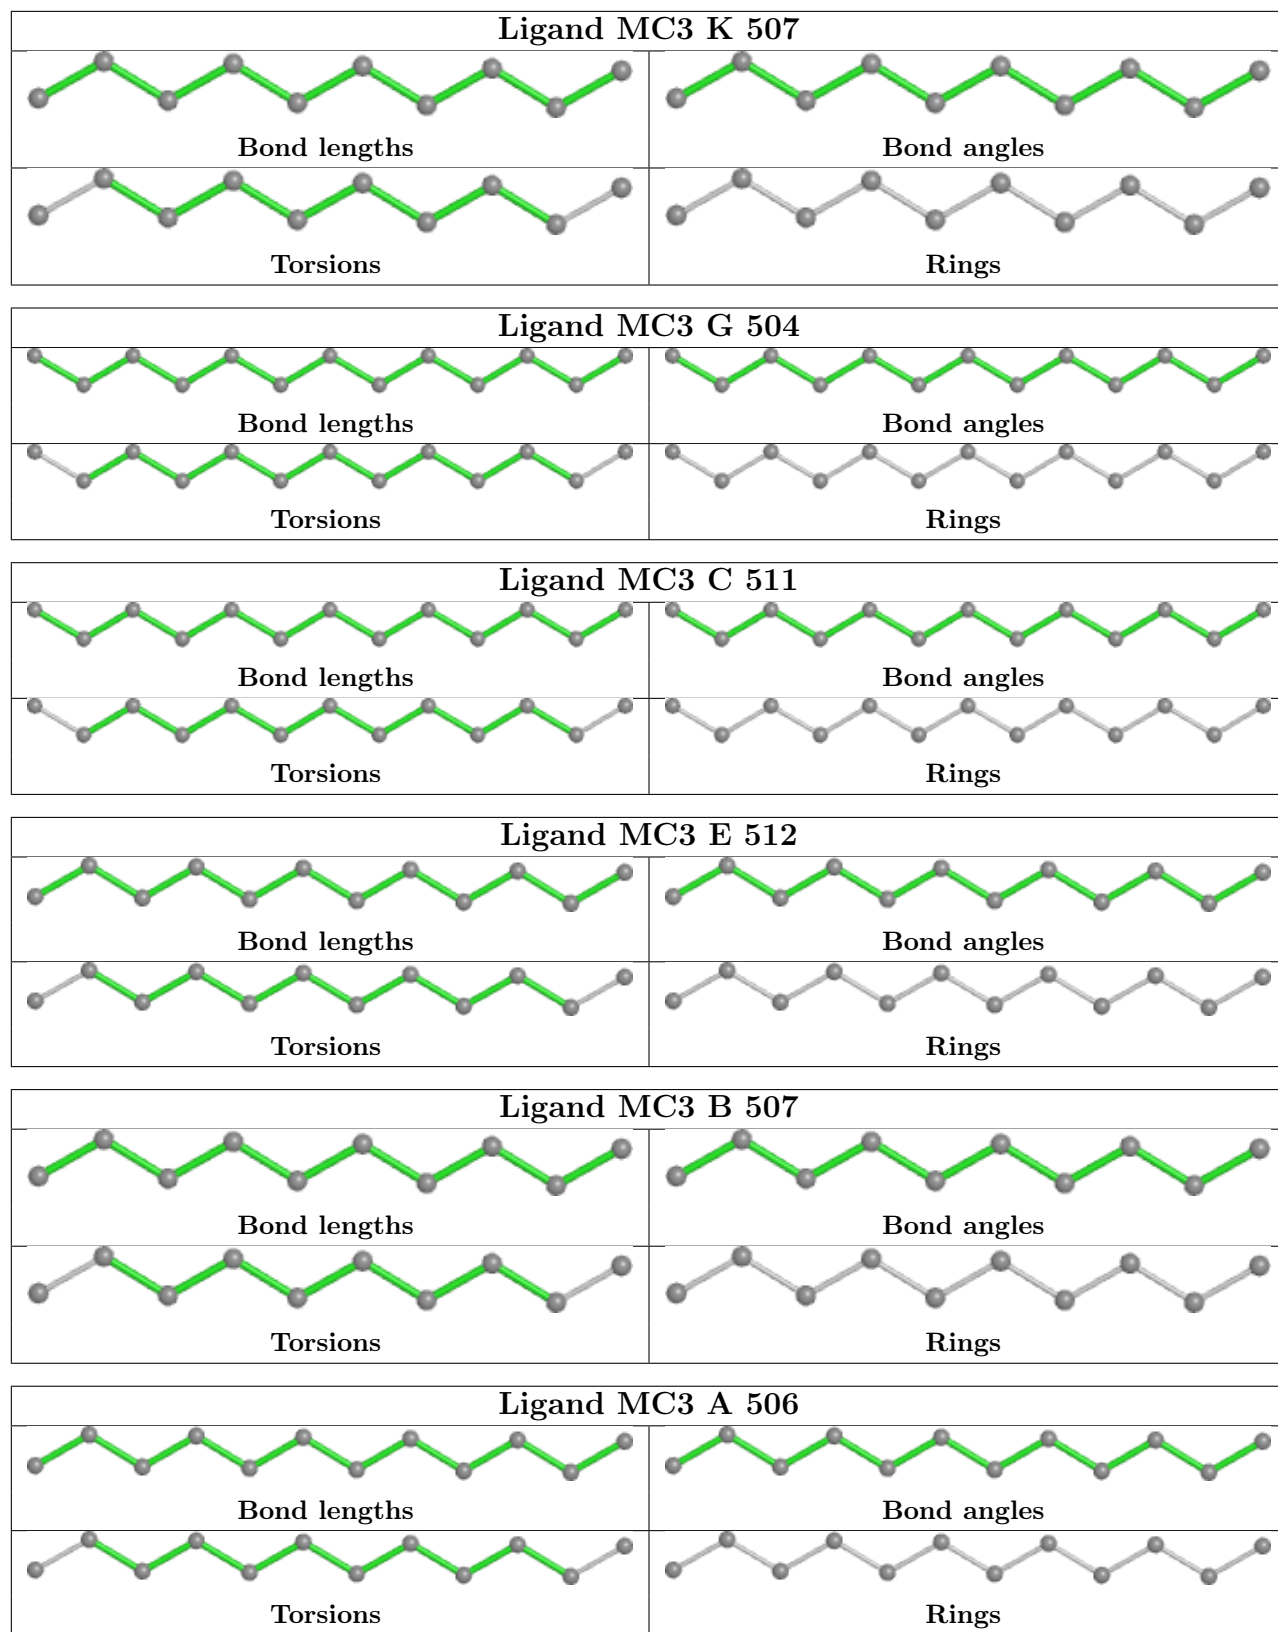 Ligand MC3 K 507
Bond lengths
Bond angles
Torsions
Rings
Ligand MC3 G 504
Bond lengths
Bond angles
Torsions
Rings
Ligand MC3 C 511
Bond lengths
Bond angles
Torsions
Rings
Ligand MC3 E 512
Bond lengths
Bond angles
Torsions
Rings
Ligand MC3 B 507
Bond lengths
Bond angles
Torsions
Rings
Ligand MC3 A 506
Bond lengths
Bond angles
Torsions
Rings